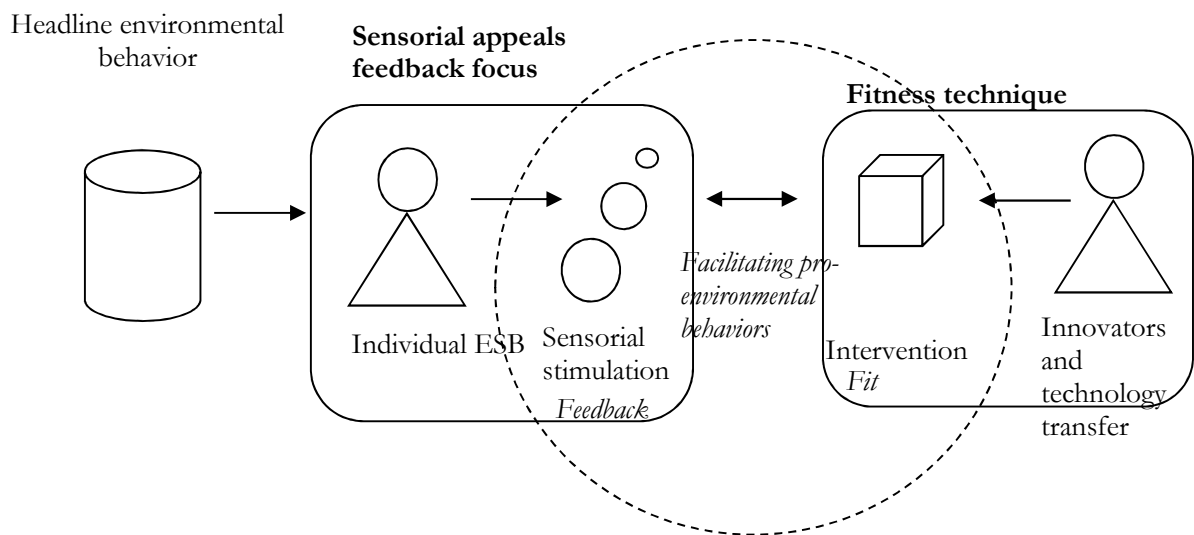 Headline environmental
behavior
Sensorial appeals
feedback focus
Fitness technique
Individual ESB
Sensorial
stimulation
Feedback
Facilitating pro-
environmental
behaviors
Intervention
Fit
Innovators
and
technology
transfer